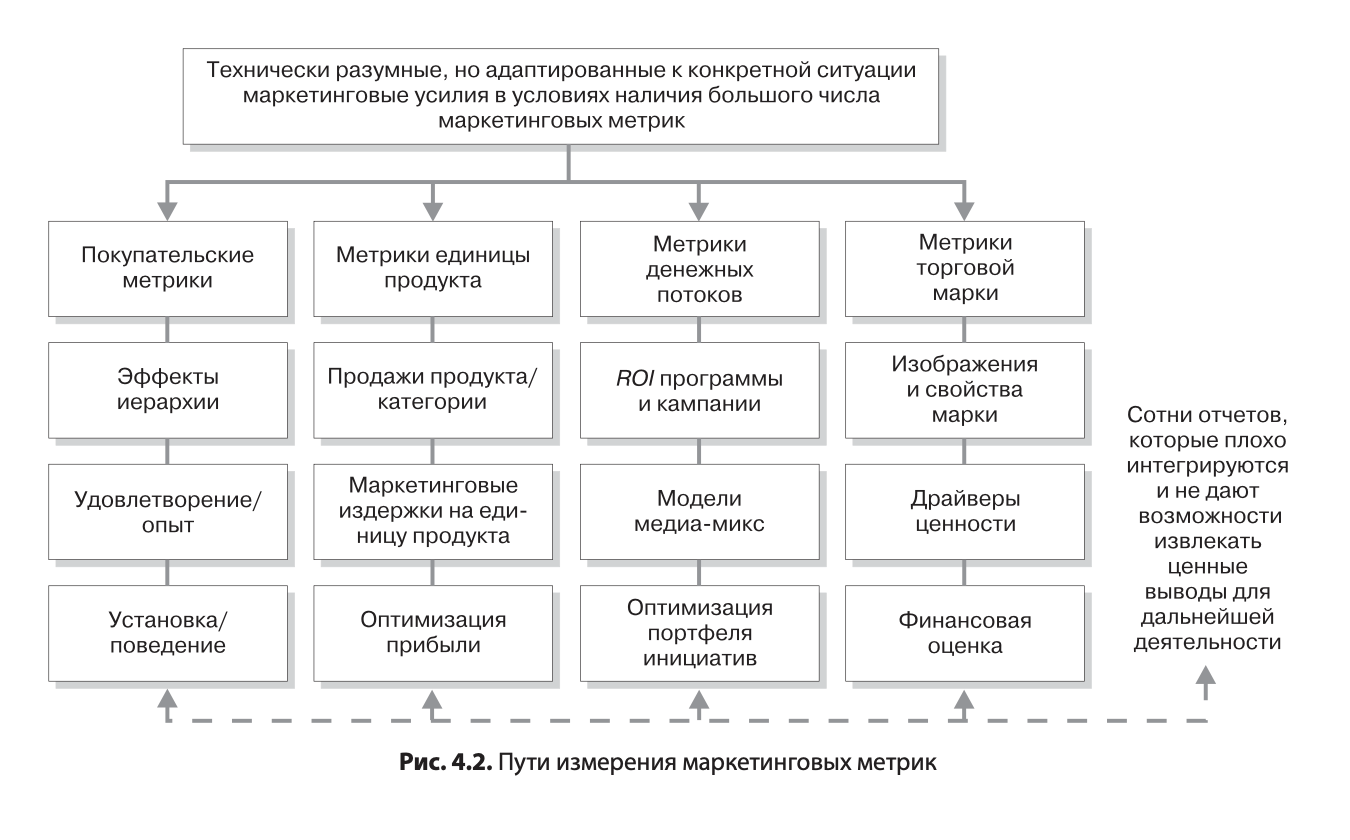 Технически разумные, но адаптированные к конкретной ситуации
маркетинговые усилия в условиях наличия большого числа
маркетинговых метрик
Покупательские
метрики
Эффекты
иерархии
Удовлетворение/
опыт
Установка/
поведение
Метрики единицы
продукта
Продажи продукта/
категории
Маркетинговые
издержки на еди-
ницу продукта
Оптимизация
прибыли
Метрики
денежных
потоков
ROI программы
и кампании
Модели
медиа-микс
Оптимизация
портфеля
инициатив
Метрики
торговой
марки
Изображения
и свойства
марки
Драйверы
ценности
Финансовая
оценка
Сотни отчетов,
которые плохо
интегрируются
и не дают
возможности
извлекать
ценные
выводы для
дальнейшей
деятельности
Рис. 4.2. Пути измерения маркетинговых метрик